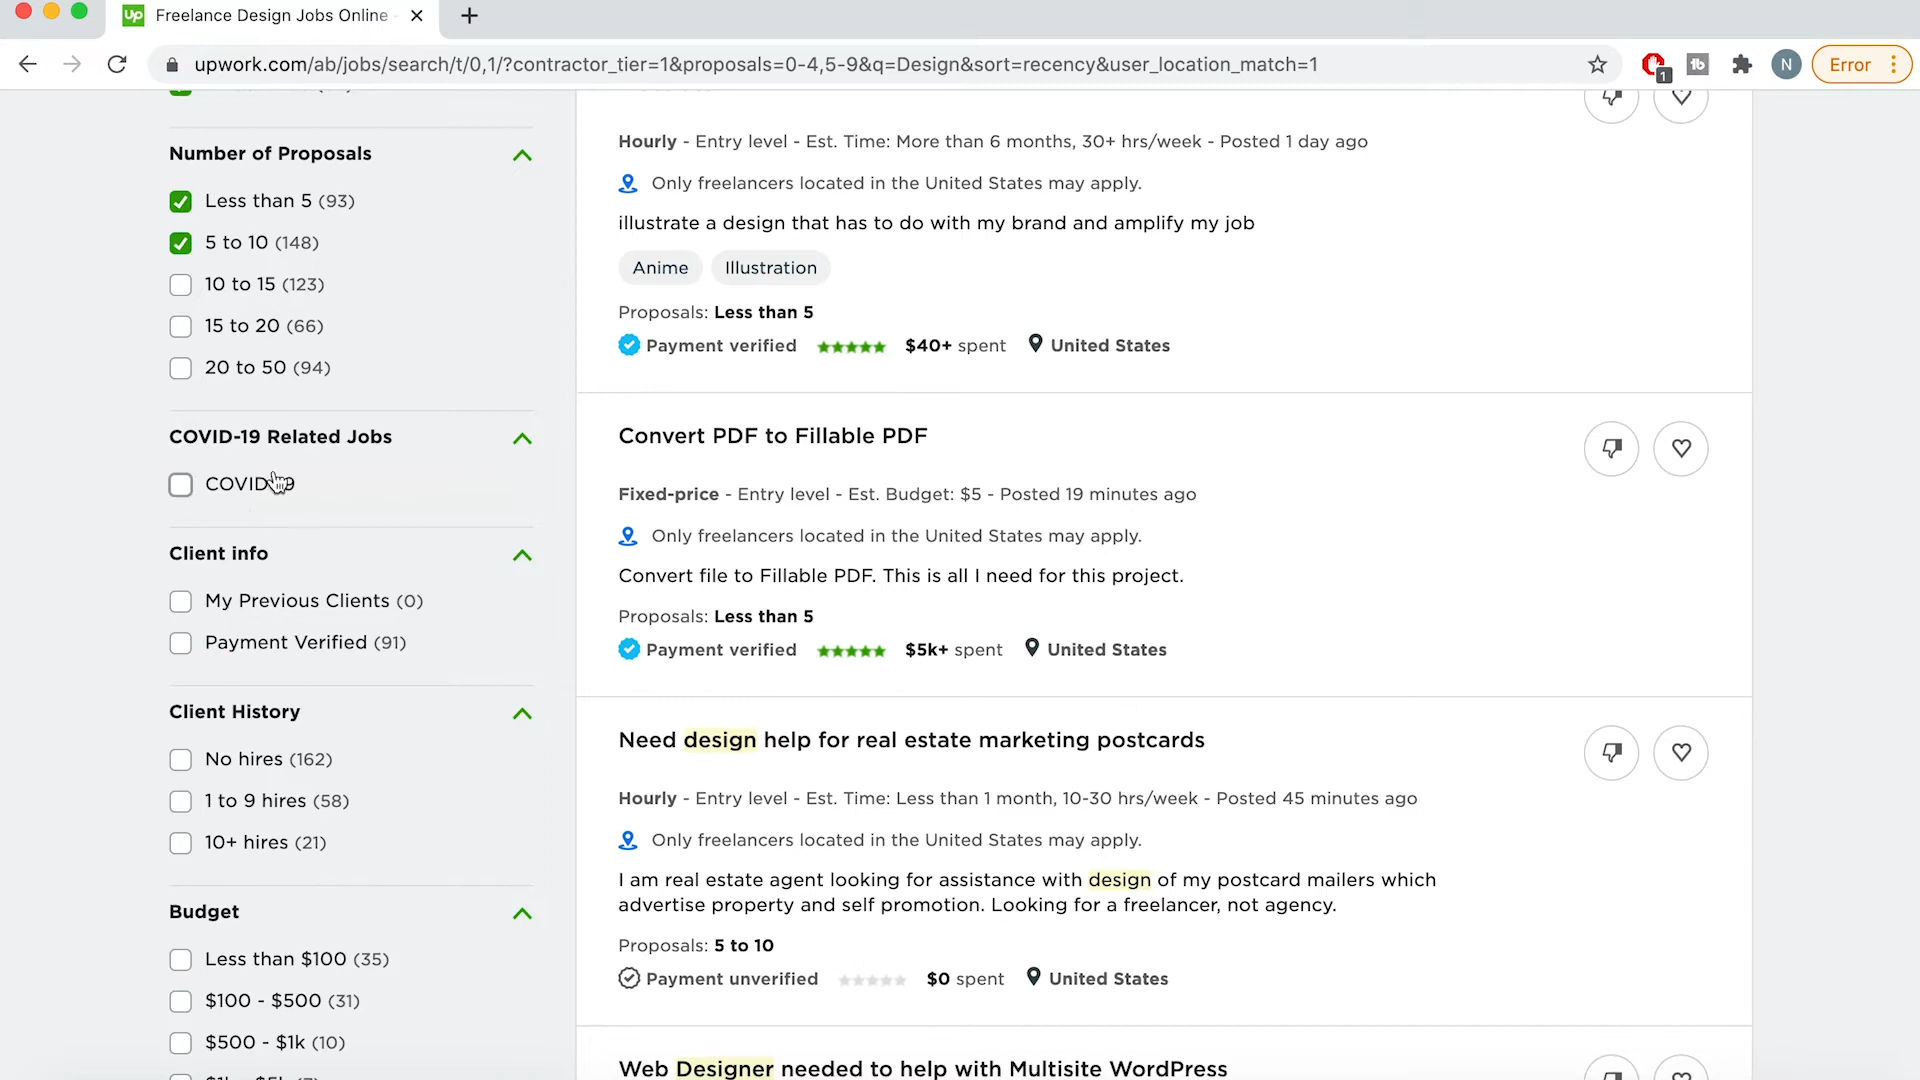 Freelance Design Jobs Online
upwork.com/ab/jobs/search/t/0,1/?contractor_tier=1&proposals=0-4,5-9&q=Design&sort=recency&user_location_match=1
1
N
Error
Number of Proposals
Less than 5 (93)
5 to 10 (148)
10 to 15 (123)
15 to 20 (66)
20 to 50 (94)
COVID-19 Related Jobs
Client info
My Previous Clients (0)
Payment Verified (91)
Client History
No hires (162)
1 to 9 hires (58)
10+ hires (21)
Budget
Less than $100 (35)
$100 - $500 (31)
$500 - $1k (10)
Hourly - Entry level - Est. Time: More than 6 months, 30+ hrs/week - Posted 1 day ago
Only freelancers located in the United States may apply.
illustrate a design that has to do with my brand and amplify my job
Anime Illustration
Proposals: Less than 5
Payment verified $40+ spent United States
Convert PDF to Fillable PDF
Fixed-price - Entry level - Est. Budget: $5 - Posted 19 minutes ago
Only freelancers located in the United States may apply.
Convert file to Fillable PDF. This is all I need for this project.
Proposals: Less than 5
Payment verified $5k+ spent United States
Need design help for real estate marketing postcards
Hourly - Entry level - Est. Time: Less than 1 month, 10-30 hrs/week - Posted 45 minutes ago
Only freelancers located in the United States may apply.
I am real estate agent looking for assistance with design of my postcard mailers which
advertise property and self promotion. Looking for a freelancer, not agency.
Proposals: 5 to 10
Payment unverified $0 spent United States
Web Designer needed to help with Multisite WordPress